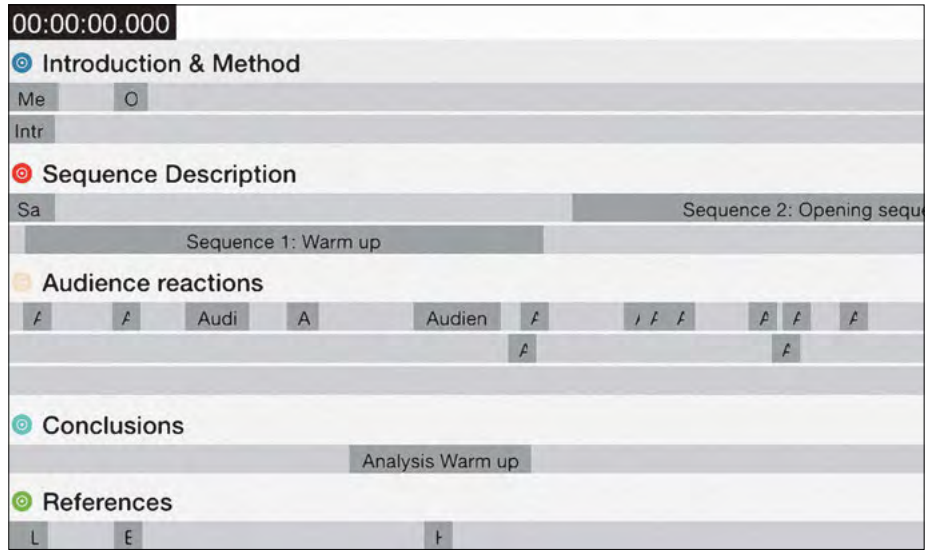 00:00:00.000
Introduction & Method
Me O
Intr
Sequence Description
Sa Sequence 2: Opening seque
Sequence 1: Warm up
Audience reactions
A A Audi A Audien A A A A A A
A A
Conclusions
Analysis Warm up
References
L E